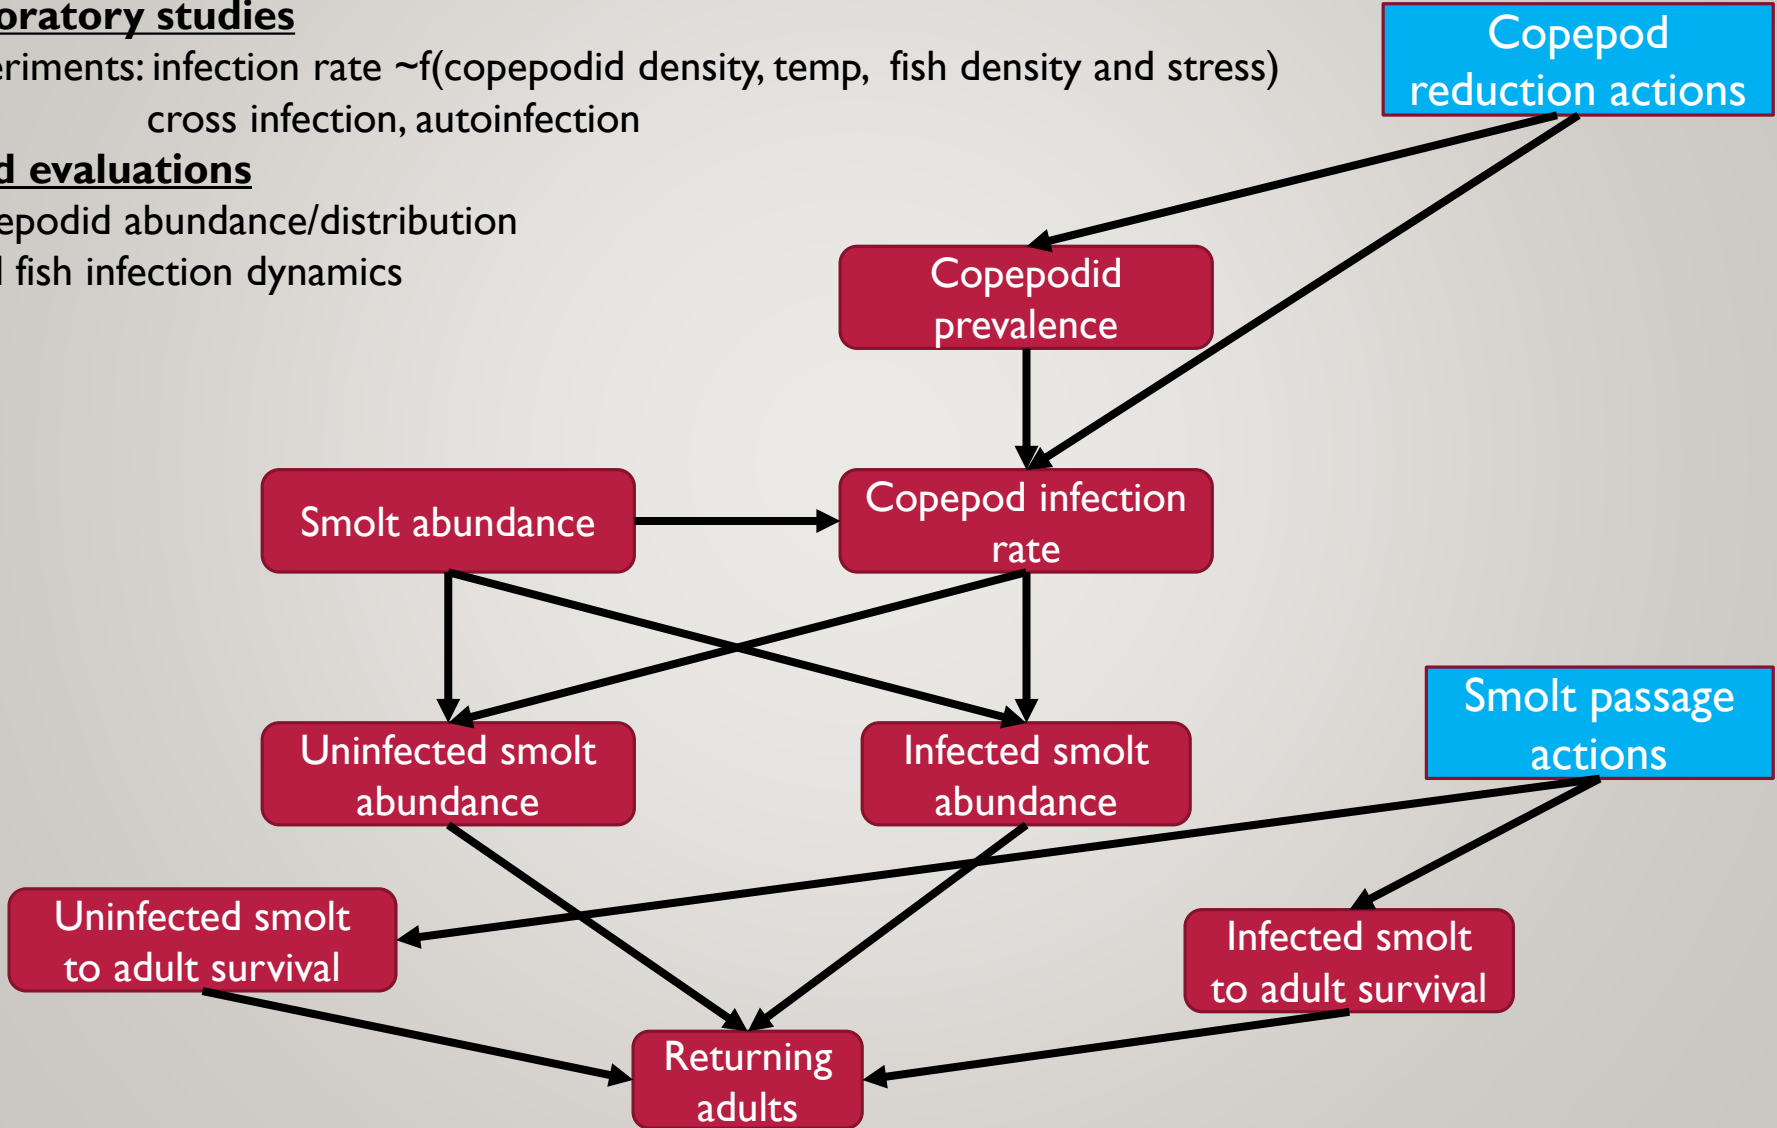 oratory studies
eriments: infection rate ~f(copepodid density, temp, fish density and stress)
cross infection, autoinfection
d evaluations
epodid abundance/distribution
l fish infection dynamics
Copepod
reduction actions
Copepodid
prevalence
Smolt abundance
Copepod infection
rate
Uninfected smolt
abundance
Infected smolt
abundance
Smolt passage
actions
Uninfected smolt
to adult survival
Infected smolt
to adult survival
Returning
adults